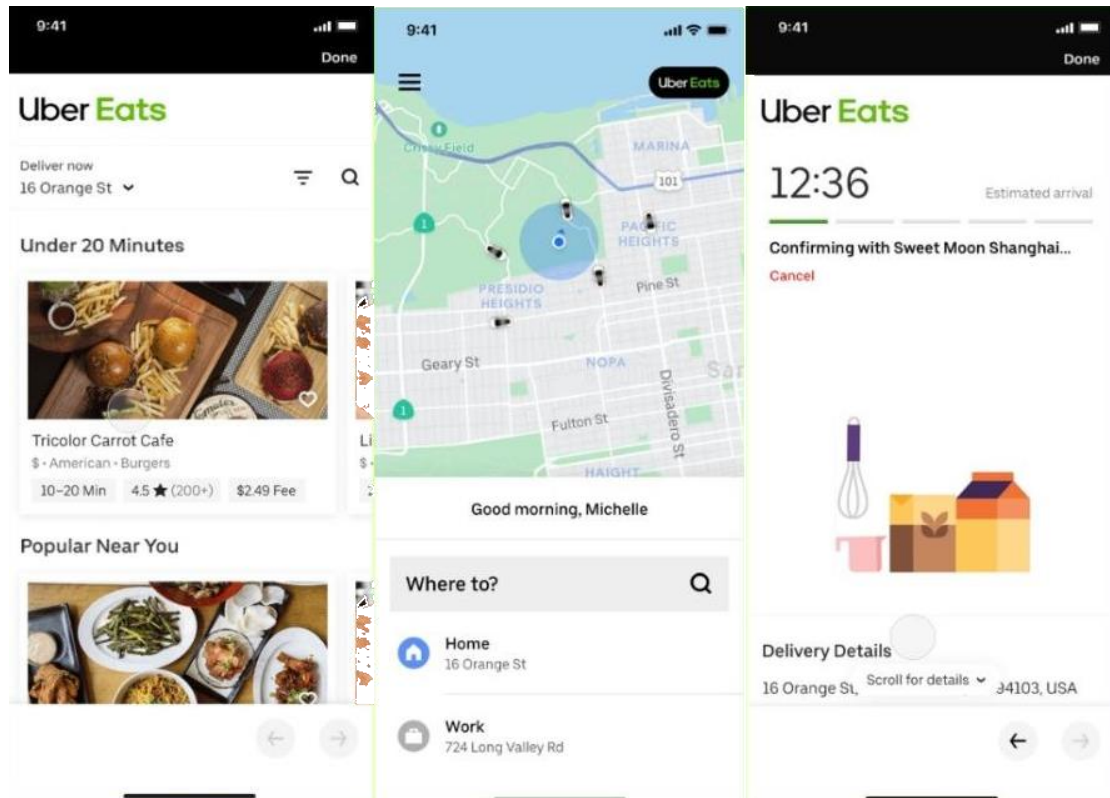 9:41
Done
Uber Eats
Deliver now
16 Orange St
Under 20 Minutes
Tricolor Carrot Cafe
$ • American • Burgers
10–20 Min 4.5 ★ (200+) $2.49 Fee
Li
$ •
Popular Near You
9:41
Uber Eats
Crissy Field
MARINA
101
1
PACIFIC
HEIGHTS
PRESIDIO
HEIGHTS
Pine St
Geary St
NOPA
San
Divisadero St
1
Fulton St
HAIGHT
Good morning, Michelle
Where to?
Home
16 Orange St
Work
724 Long Valley Rd
9:41
Done
Uber Eats
12:36
Estimated arrival
Confirming with Sweet Moon Shanghai...
Cancel
Delivery Details
16 Orange St, 94103, USA
Scroll for details